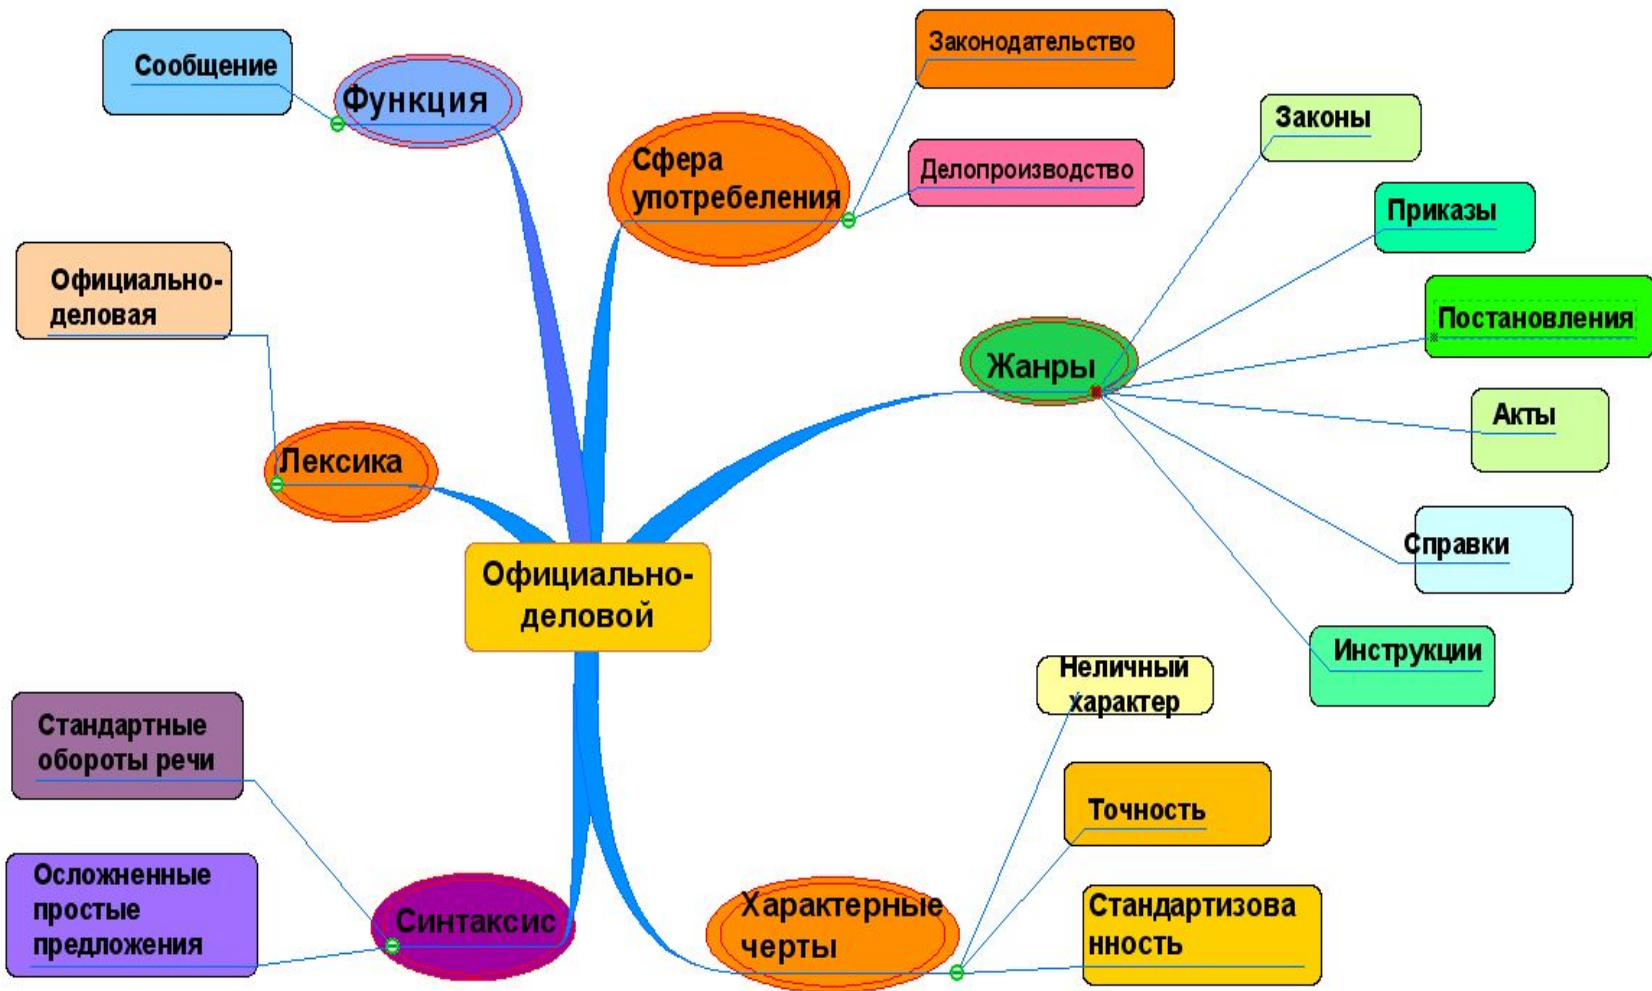 Сообщение
Функция
Сфера
употребеления
Законодательство
Делопроизводство
Законы
Приказы
Постановления
Жанры
Акты
Справки
Инструкции
Официально-
деловая
Лексика
Официально-
деловой
Стандартные
обороты речи
Осложненные
простые
предложения
Синтаксис
Характерные
черты
Неличный
характер
Точность
Стандартизова
нность